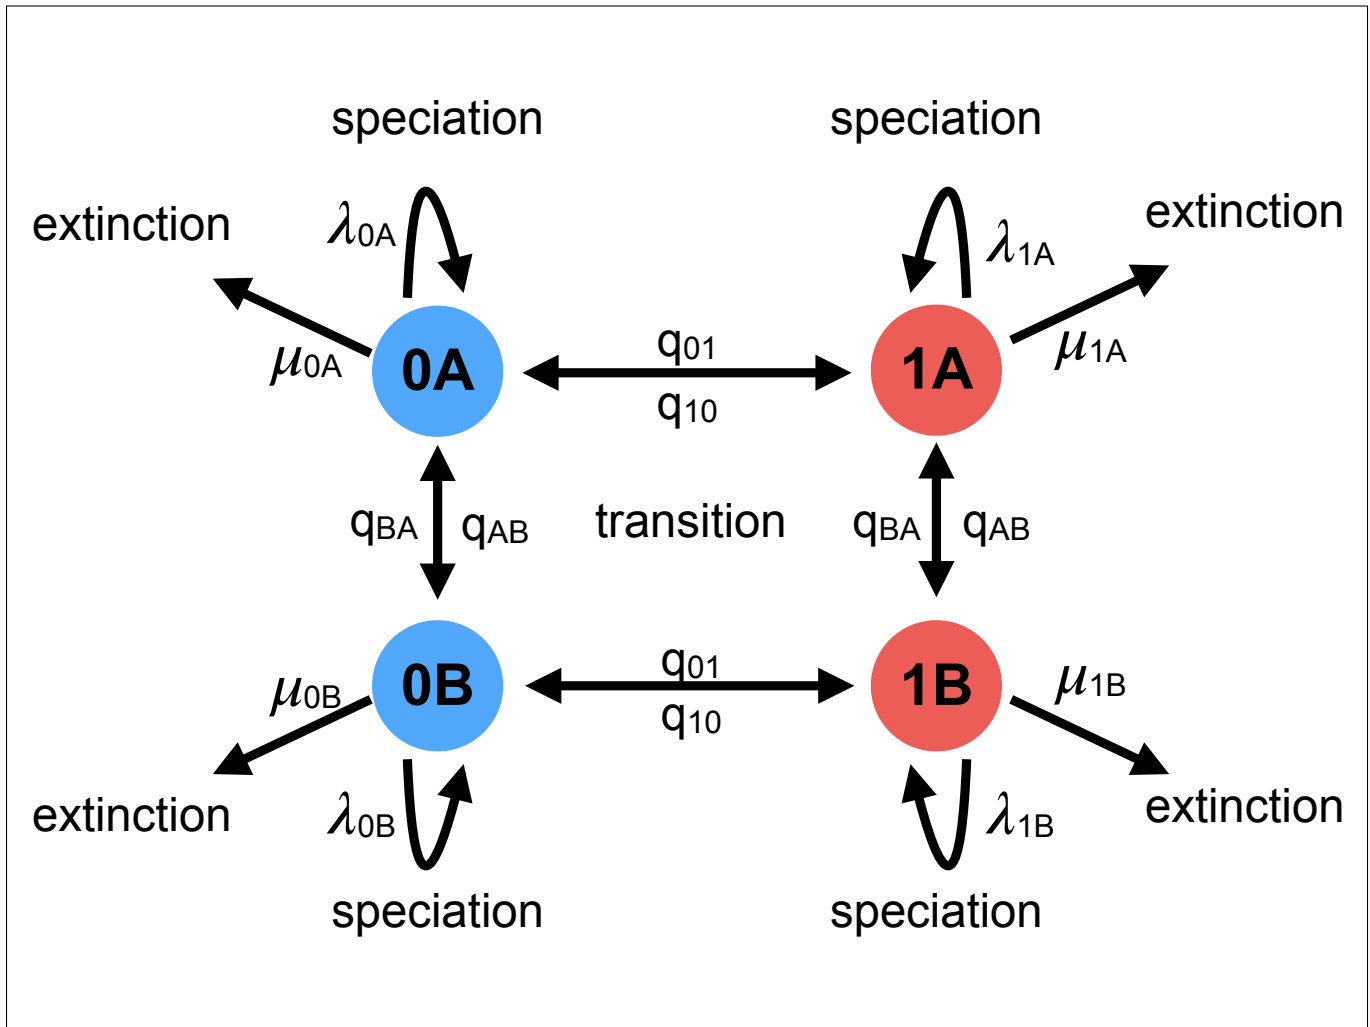 speciation speciation
extinction extinction
λ0A λ1A
μ0A 0A q01 1A μ1A
q10
qBA qAB transition qBA qAB
μ0B 0B q01 1B μ1B
q10
extinction λ0B λ1B extinction
speciation speciation